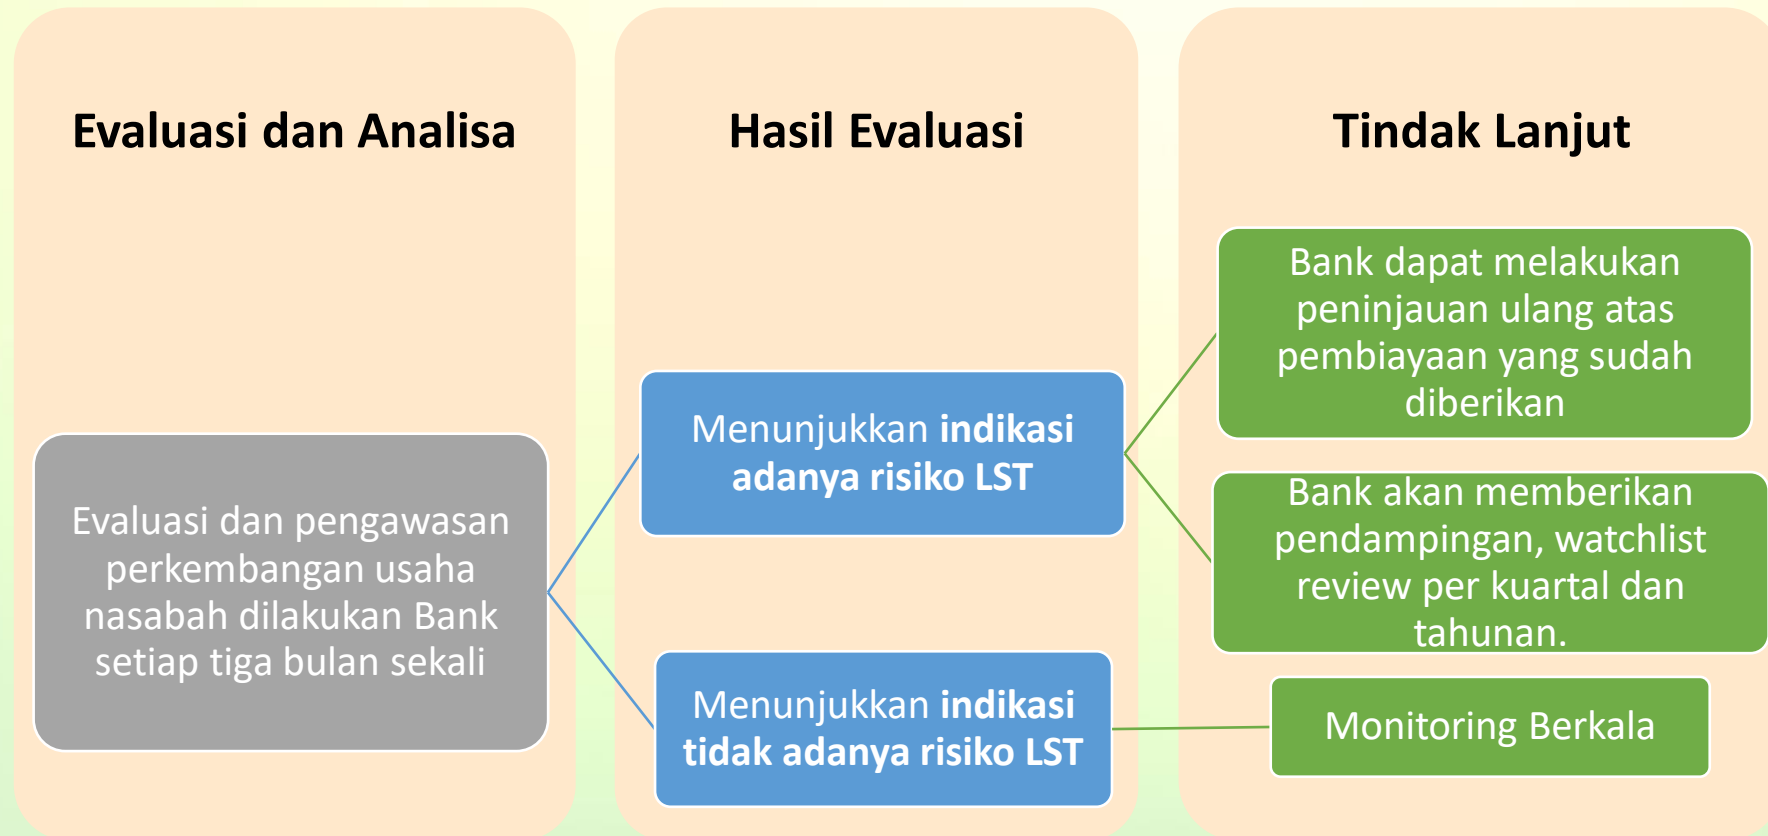 Evaluasi dan Analisa
Hasil Evaluasi
Tindak Lanjut
Evaluasi dan pengawasan
perkembangan usaha
nasabah dilakukan Bank
setiap tiga bulan sekali
Menunjukkan indikasi
adanya risiko LST
Menunjukkan indikasi
tidak adanya risiko LST
Bank dapat melakukan
peninjauan ulang atas
pembiayaan yang sudah
diberikan
Bank akan memberikan
pendampingan, watchlist
review per kuartal dan
tahunan.
Monitoring Berkala